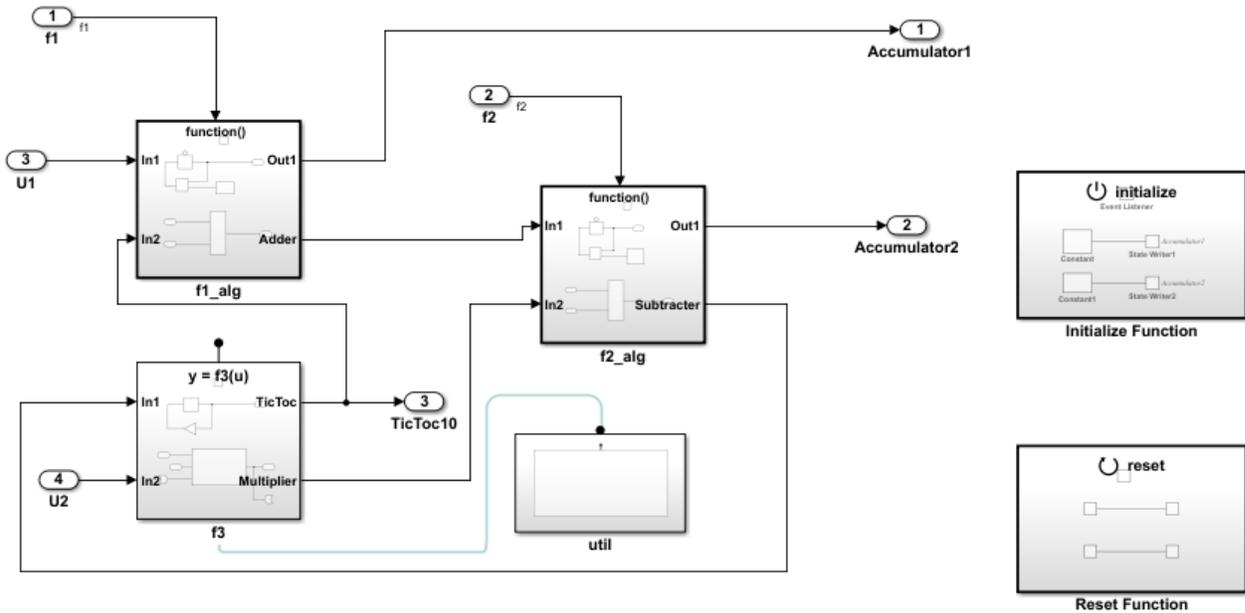 1
f1
f1
1
Accumulator1
2
f2
f2
function()
In1
Out1
In2
Adder
f1_alg
3
U1
function()
In1
Out1
In2
Subtracter
f2_alg
2
Accumulator2
initialize
Event Listener
Constant
Accumulator1
State Writer1
Constant1
Accumulator2
State Writer2
Initialize Function
y = f3(u)
In1
TicToc
In2
Multiplier
f3
3
TicToc10
4
U2
f
util
reset
Reset Function